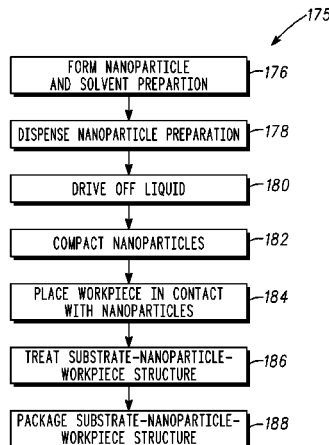 175
FORM NANOPARTICLE
AND SOLVENT PREPARTION
176
DISPENSE NANOPARTICLE PREPARATION
178
DRIVE OFF LIQUID
180
COMPACT NANOPARTICLES
182
PLACE WORKPIECE IN CONTACT
WITH NANOPARTICLES
184
TREAT SUBSTRATE-NANOPARTICLE-
WORKPIECE STRUCTURE
186
PACKAGE SUBSTRATE-NANOPARTICLE-
WORKPIECE STRUCTURE
188